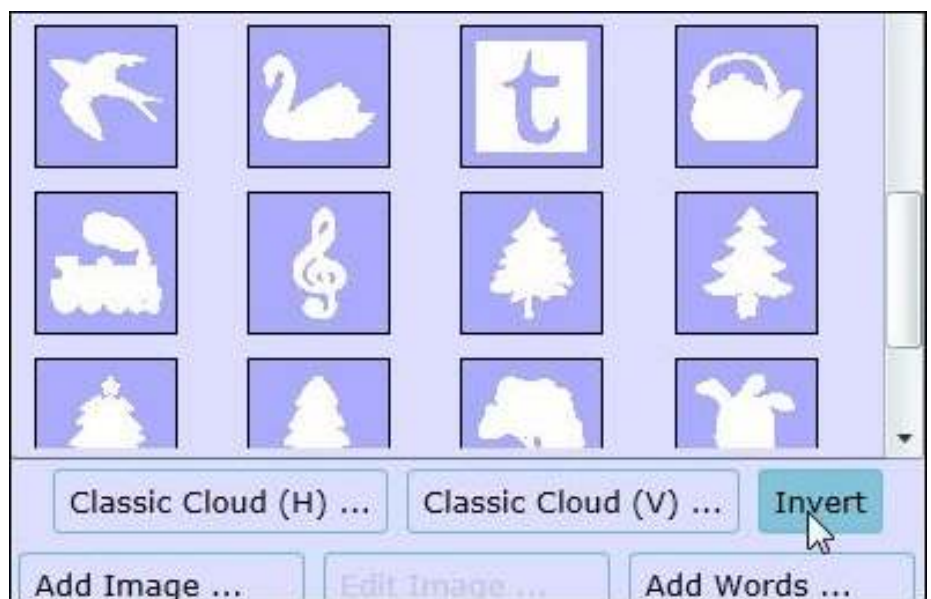 t
Classic Cloud (H) ... Classic Cloud (V) ... Invert
Add Image ... Edit Image ... Add Words ...